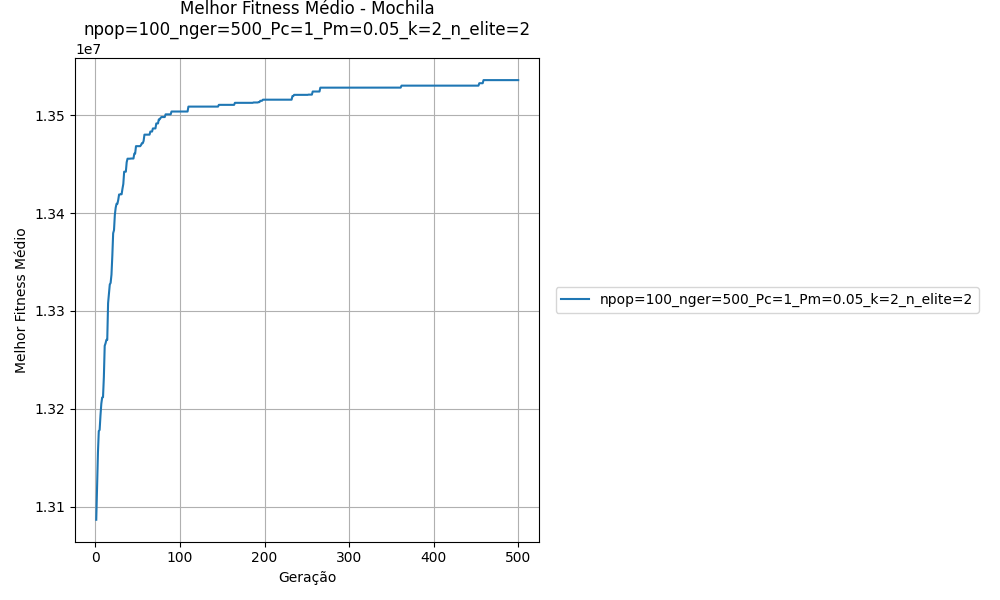 Melhor Fitness Médio - Mochila
npop=100_nger=500_Pc=1_Pm=0.05_k=2_n_elite=2
1e7
1.35
1.34
1.33
1.32
1.31
Melhor Fitness Médio
0 100 200 300 400 500
Geração
npop=100_nger=500_Pc=1_Pm=0.05_k=2_n_elite=2